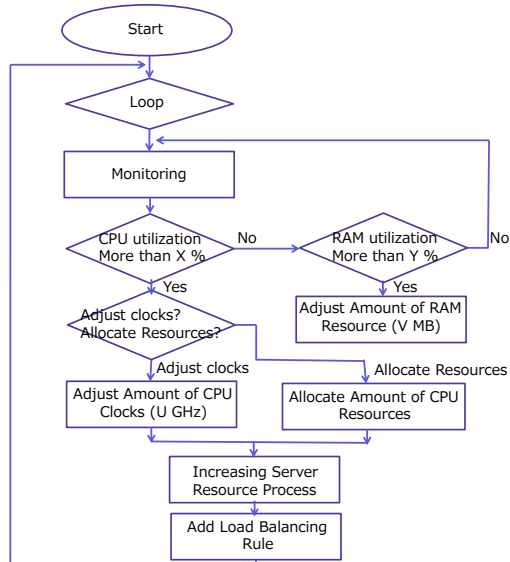 Start
Loop
Monitoring
CPU utilization
More than X %
No
RAM utilization
More than Y %
No
Yes
Yes
Adjust clocks?
Allocate Resources?
Adjust Amount of RAM
Resource (V MB)
Adjust clocks
Allocate Resources
Adjust Amount of CPU
Clocks (U GHz)
Allocate Amount of CPU
Resources
Increasing Server
Resource Process
Add Load Balancing
Rule